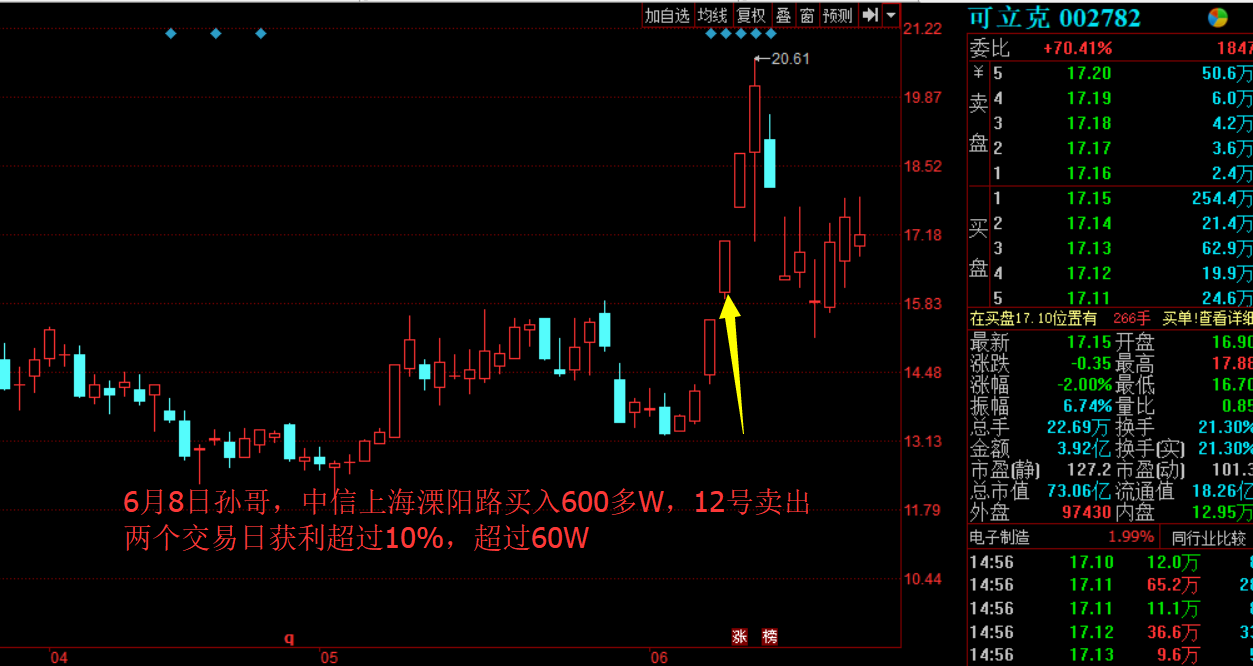 加自选 均线 复权 叠 窗 预测
可立克 002782
21.22
委比 +70.41% 1847
20.61
¥ 5 17.20 50.6万
19.87
卖 4 17.19 6.0万
3 17.18 4.2万
盘 2 17.17 3.6万
18.52
1 17.16 2.4万
1 17.15 254.4万
买 2 17.14 21.4万
17.18
3 17.13 62.9万
盘 4 17.12 19.9万
5 17.11 24.6万
15.83
在买盘17.10位置有 266手 买单!查看详细
最新 17.15 开盘 16.90
涨跌 -0.35 最高 17.88
14.48
涨幅 -2.00% 最低 16.70
振幅 6.74% 量比 0.85
总手 22.69万 换手 21.30%
13.13
金额 3.92亿 换手(实) 21.30%
市盈(静) 127.2 市盈(动) 101.3
总市值 73.06亿 流通值 18.26亿
6月8日孙哥，中信上海溧阳路买入600多W，12号卖出
11.79
外盘 97430 内盘 12.95万
两个交易日获利超过10%，超过60W
电子制造 1.99% 同行业比较
14:56 17.10 12.0万
10.44
14:56 17.11 65.2万
14:56 17.11 11.1万
14:56 17.12 36.6万
q 涨 榜
14:56 17.13 9.6万
04 05 06